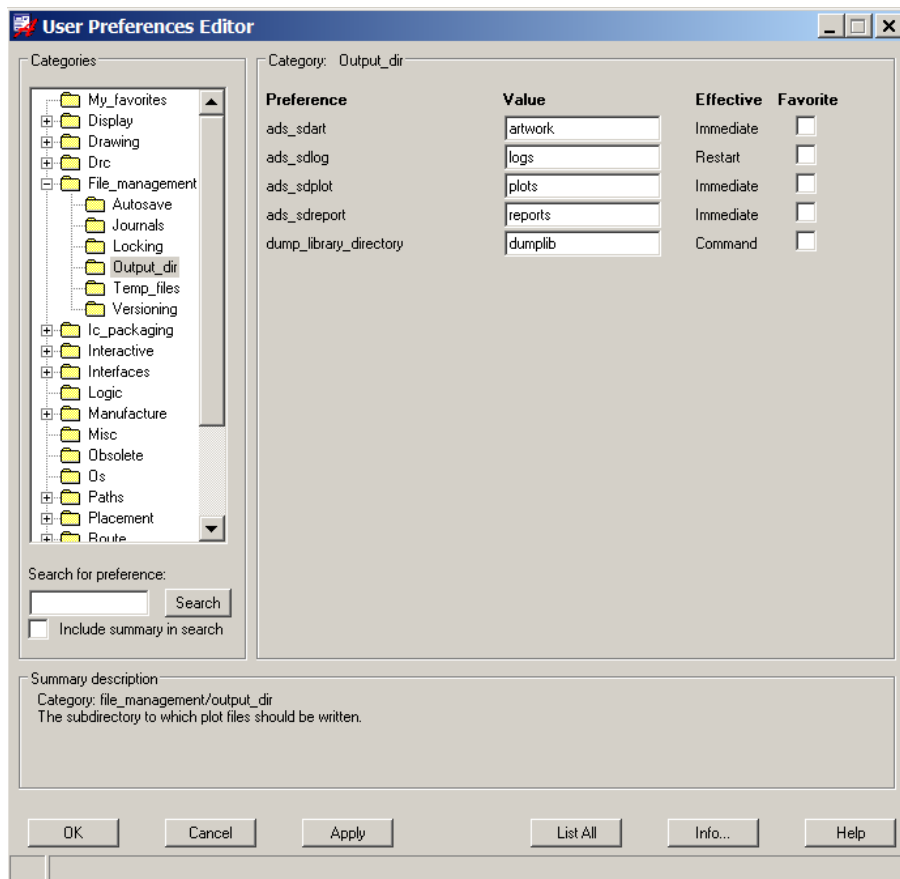 User Preferences Editor
Categories
My_favorites
Display
Drawing
Drc
File_management
Autosave
Journals
Locking
Output_dir
Temp_files
Versioning
Ic_packaging
Interactive
Interfaces
Logic
Manufacture
Misc
Obsolete
Os
Paths
Placement
Route
Search for preference:
Search
Include summary in search
Category: Output_dir
Preference Value Effective Favorite
ads_sdart artwork Immediate
ads_sdlog logs Restart
ads_sdplot plots Immediate
ads_sdreport reports Immediate
dump_library_directory dumplib Command
Summary description
Category: file_management/output_dir
The subdirectory to which plot files should be written.
OK Cancel Apply List All Info... Help